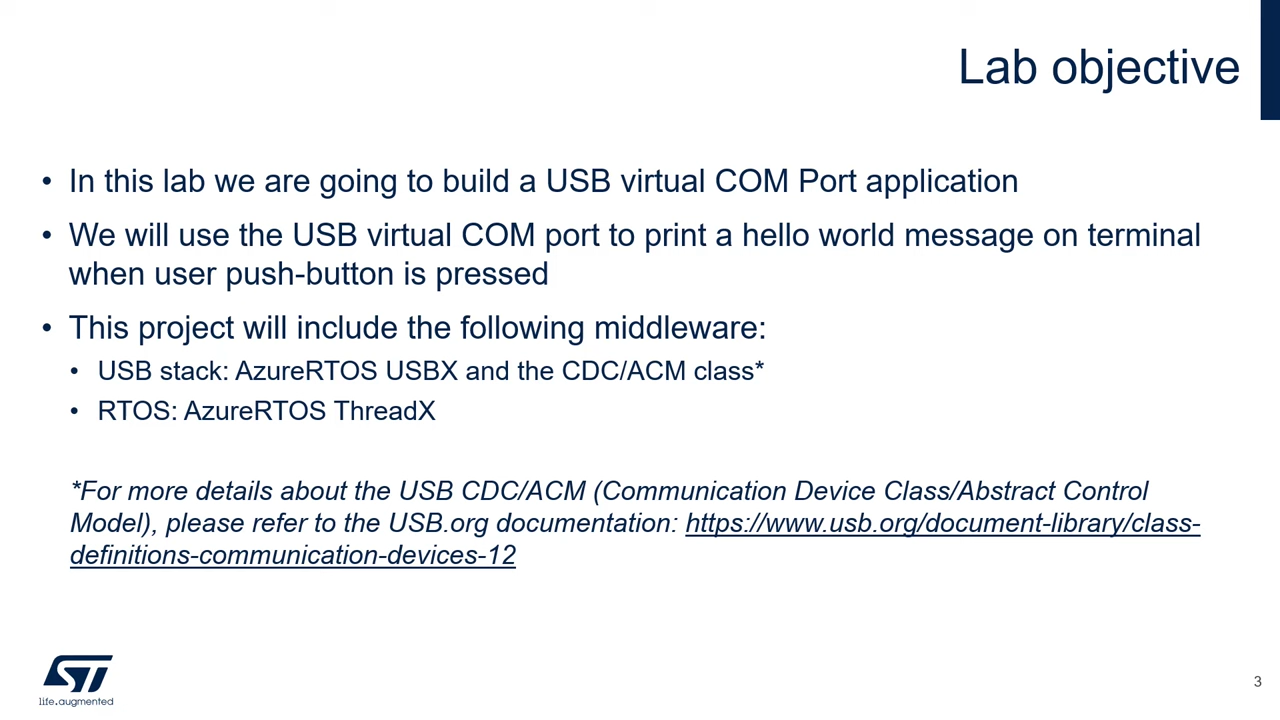 Lab objective
• In this lab we are going to build a USB virtual COM Port application
• We will use the USB virtual COM port to print a hello world message on terminal
when user push-button is pressed
• This project will include the following middleware:
• USB stack: AzureRTOS USBX and the CDC/ACM class*
• RTOS: AzureRTOS ThreadX
*For more details about the USB CDC/ACM (Communication Device Class/Abstract Control
Model), please refer to the USB.org documentation: https://www.usb.org/document-library/class-
definitions-communication-devices-12
ST
life.augmented
3